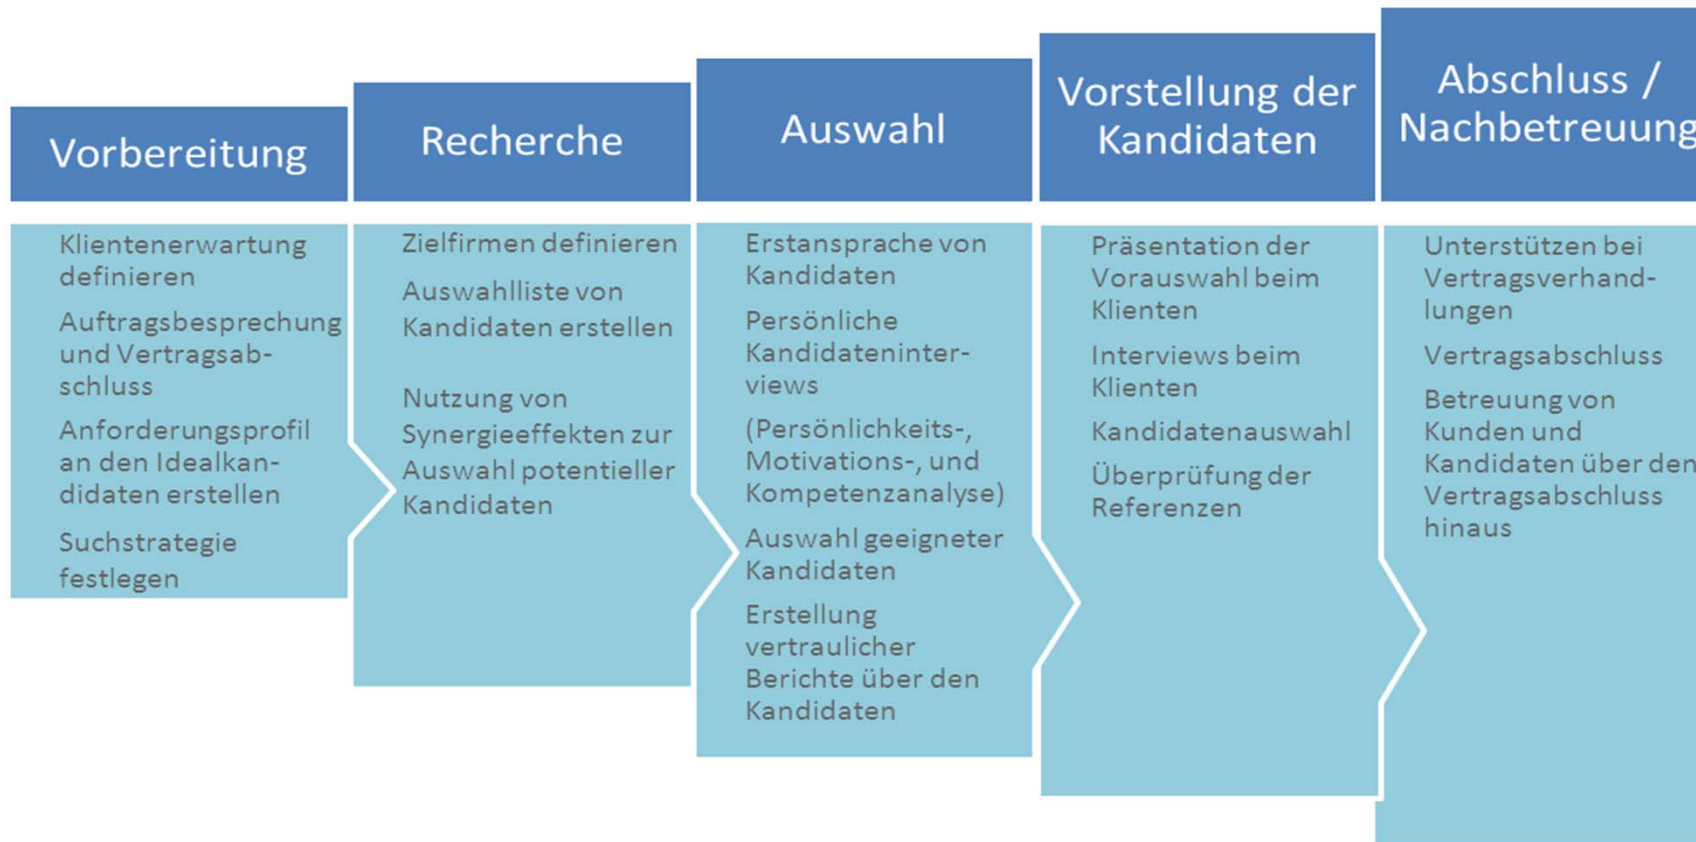 Vorbereitung
Klientenerwartung
definieren
Auftragsbesprechung
und Vertragsab-
schluss
Anforderungsprofil
an den Idealkan-
didaten erstellen
Suchstrategie
festlegen
Recherche
Zielfirmen definieren
Auswahlliste von
Kandidaten erstellen
Nutzung von
Synergieeffekten zur
Auswahl potentieller
Kandidaten
Auswahl
Erstansprache von
Kandidaten
Persönliche
Kandidateninter-
views
(Persönlichkeits-,
Motivations-, und
Kompetenzanalyse)
Auswahl geeigneter
Kandidaten
Erstellung
vertraulicher
Berichte über den
Kandidaten
Vorstellung der
Kandidaten
Präsentation der
Vorauswahl beim
Klienten
Interviews beim
Klienten
Kandidatenauswahl
Überprüfung der
Referenzen
Abschluss /
Nachbetreuung
Unterstützen bei
Vertragsverhand-
lungen
Vertragsabschluss
Betreuung von
Kunden und
Kandidaten über den
Vertragsabschluss
hinaus